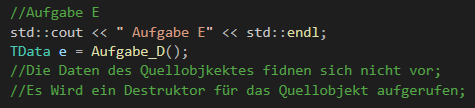 //Aufgabe E
std::cout << " Aufgabe E" << std::endl;
TData e = Aufgabe_D();
//Die Daten des Quellobjkektes fidnen sich nicht vor;
//Es Wird ein Destruktor für das Quellobjekt aufgerufen;